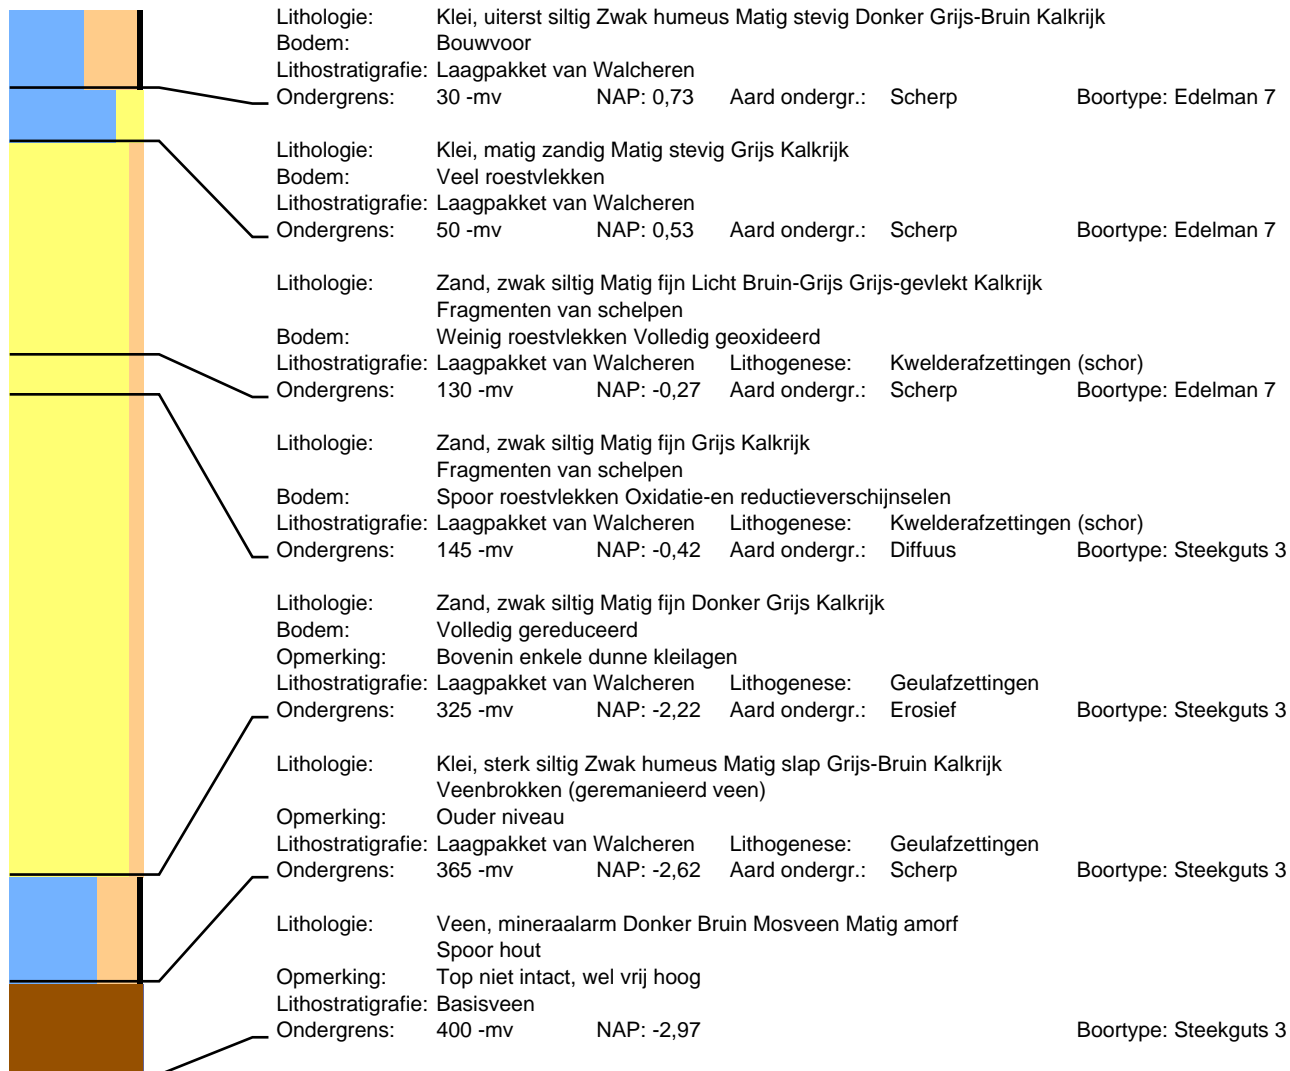 Lithologie: Klei, uiterst siltig Zwak humeus Matig stevig Donker Grijs-Bruin Kalkrijk
Bodem: Bouwvoor
Lithostratigrafie: Laagpakket van Walcheren
Ondergrens: 30 -mv NAP: 0,73 Aard ondergr.: Scherp Boortype: Edelman 7
Lithologie: Klei, matig zandig Matig stevig Grijs Kalkrijk
Bodem: Veel roestvlekken
Lithostratigrafie: Laagpakket van Walcheren
Ondergrens: 50 -mv NAP: 0,53 Aard ondergr.: Scherp Boortype: Edelman 7
Lithologie: Zand, zwak siltig Matig fijn Licht Bruin-Grijs Grijs-gevlekt Kalkrijk
Fragmenten van schelpen
Bodem: Weinig roestvlekken Volledig geoxideerd
Lithostratigrafie: Laagpakket van Walcheren Lithogenese: Kwelderafzettingen (schor)
Ondergrens: 130 -mv NAP: -0,27 Aard ondergr.: Scherp Boortype: Edelman 7
Lithologie: Zand, zwak siltig Matig fijn Grijs Kalkrijk
Fragmenten van schelpen
Bodem: Spoor roestvlekken Oxidatie-en reductieverschijnselen
Lithostratigrafie: Laagpakket van Walcheren Lithogenese: Kwelderafzettingen (schor)
Ondergrens: 145 -mv NAP: -0,42 Aard ondergr.: Diffuus Boortype: Steekguts 3
Lithologie: Zand, zwak siltig Matig fijn Donker Grijs Kalkrijk
Bodem: Volledig gereduceerd
Opmerking: Bovenin enkele dunne kleilagen
Lithostratigrafie: Laagpakket van Walcheren Lithogenese: Geulafzettingen
Ondergrens: 325 -mv NAP: -2,22 Aard ondergr.: Erosief Boortype: Steekguts 3
Lithologie: Klei, sterk siltig Zwak humeus Matig slap Grijs-Bruin Kalkrijk
Veenbrokken (geremanieerd veen)
Opmerking: Ouder niveau
Lithostratigrafie: Laagpakket van Walcheren Lithogenese: Geulafzettingen
Ondergrens: 365 -mv NAP: -2,62 Aard ondergr.: Scherp Boortype: Steekguts 3
Lithologie: Veen, mineraalarm Donker Bruin Mosveen Matig amorf
Spoor hout
Opmerking: Top niet intact, wel vrij hoog
Lithostratigrafie: Basisveen
Ondergrens: 400 -mv NAP: -2,97 Boortype: Steekguts 3